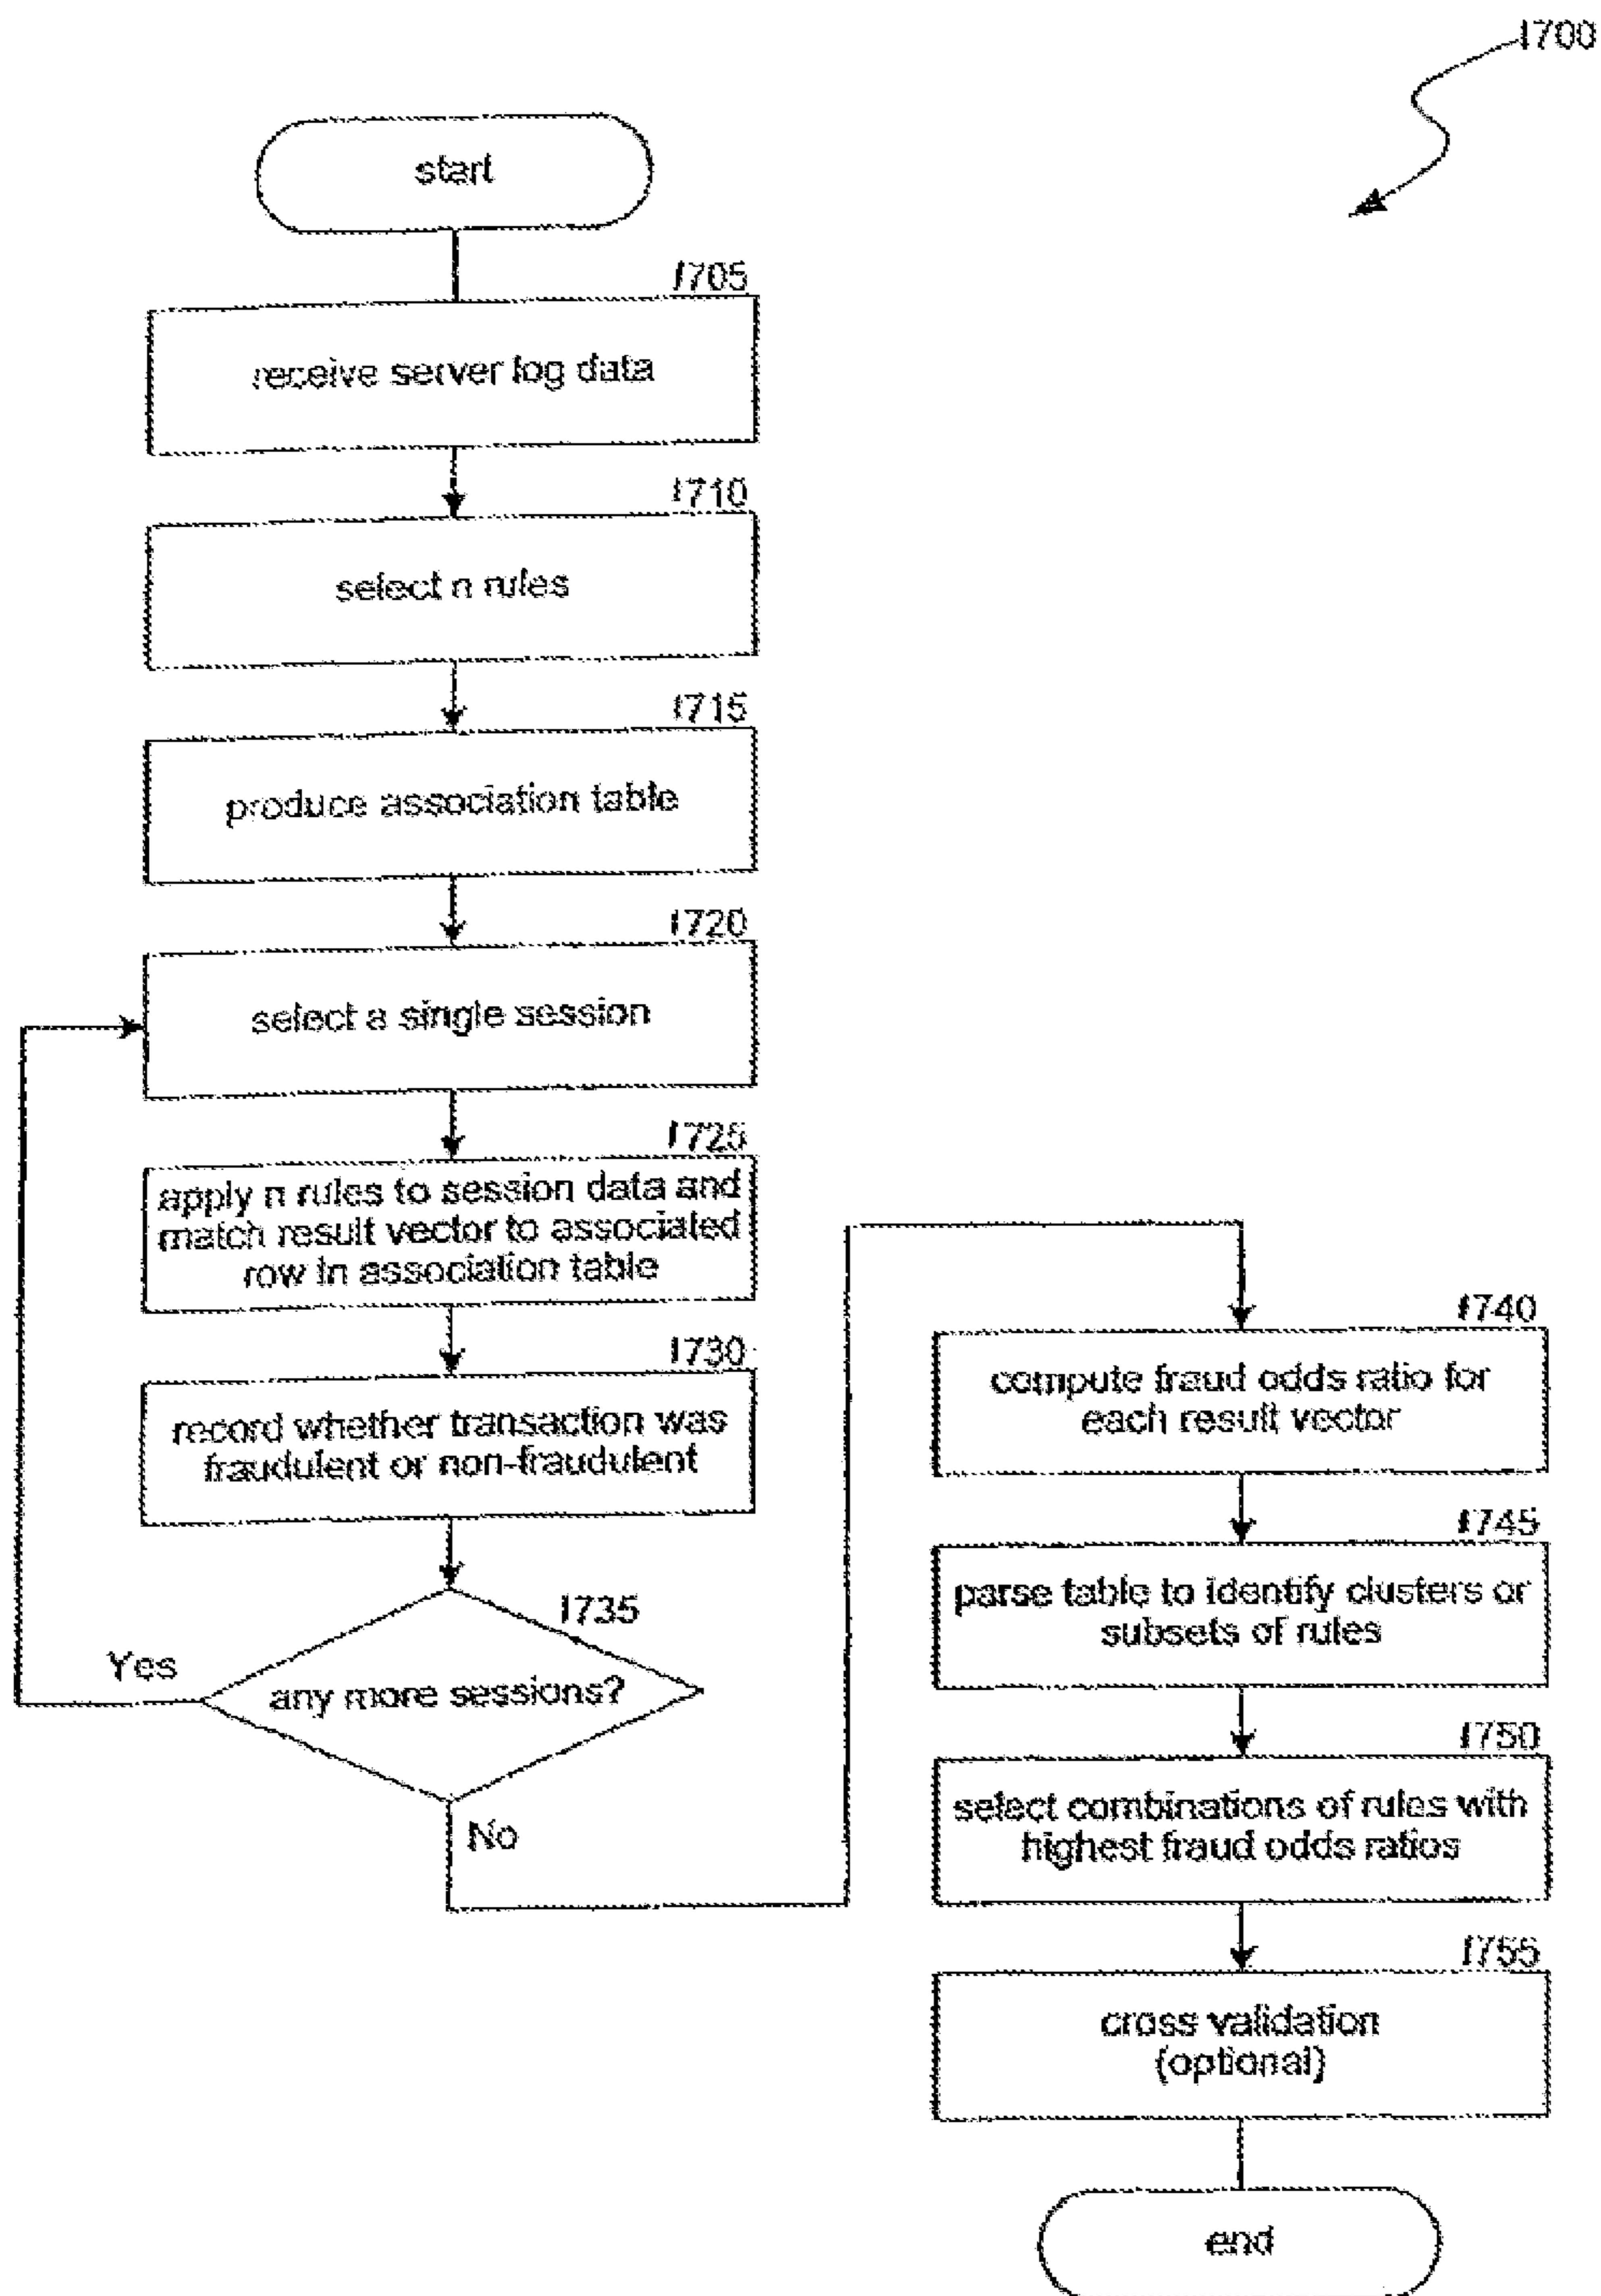 1700
start
1705
receive server log data
1710
select n rules
1715
produce association table
1720
select a single session
1725
apply n rules to session data and
match result vector to associated
row in association table
1730
record whether transaction was
fraudulent or non-fraudulent
1735
any more sessions?
Yes
No
1740
compute fraud odds ratio for
each result vector
1745
parse table to identify clusters or
subsets of rules
1750
select combinations of rules with
highest fraud odds ratios
1755
cross validation
(optional)
end